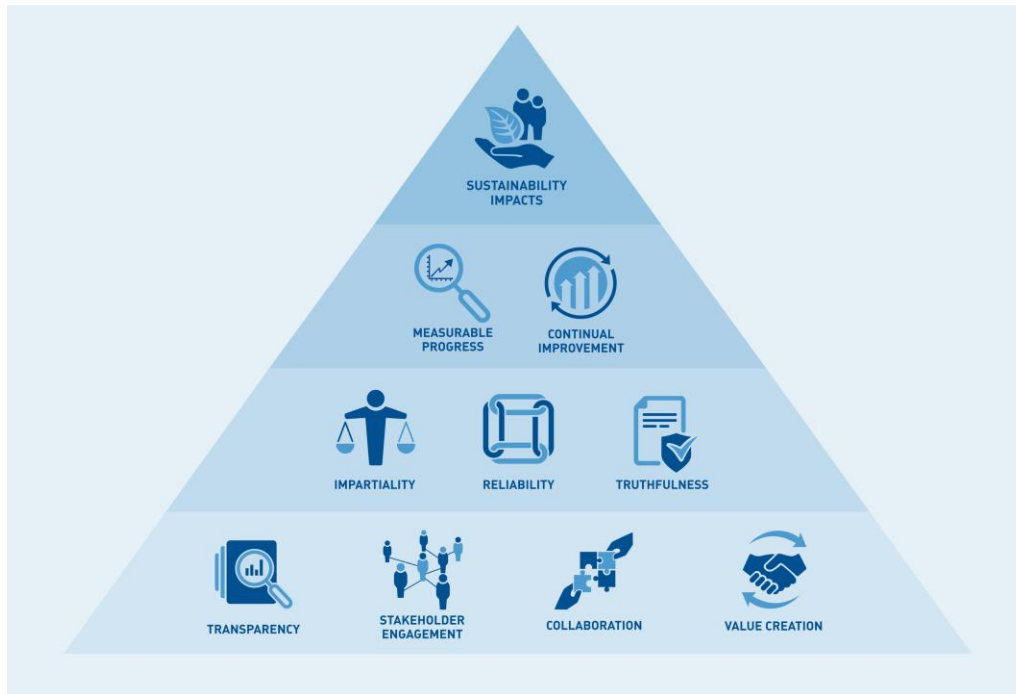 SUSTAINABILITY
IMPACTS
MEASURABLE
PROGRESS
CONTINUAL
IMPROVEMENT
IMPARTIALITY
RELIABILITY
TRUTHFULNESS
TRANSPARENCY
STAKEHOLDER
ENGAGEMENT
COLLABORATION
VALUE CREATION